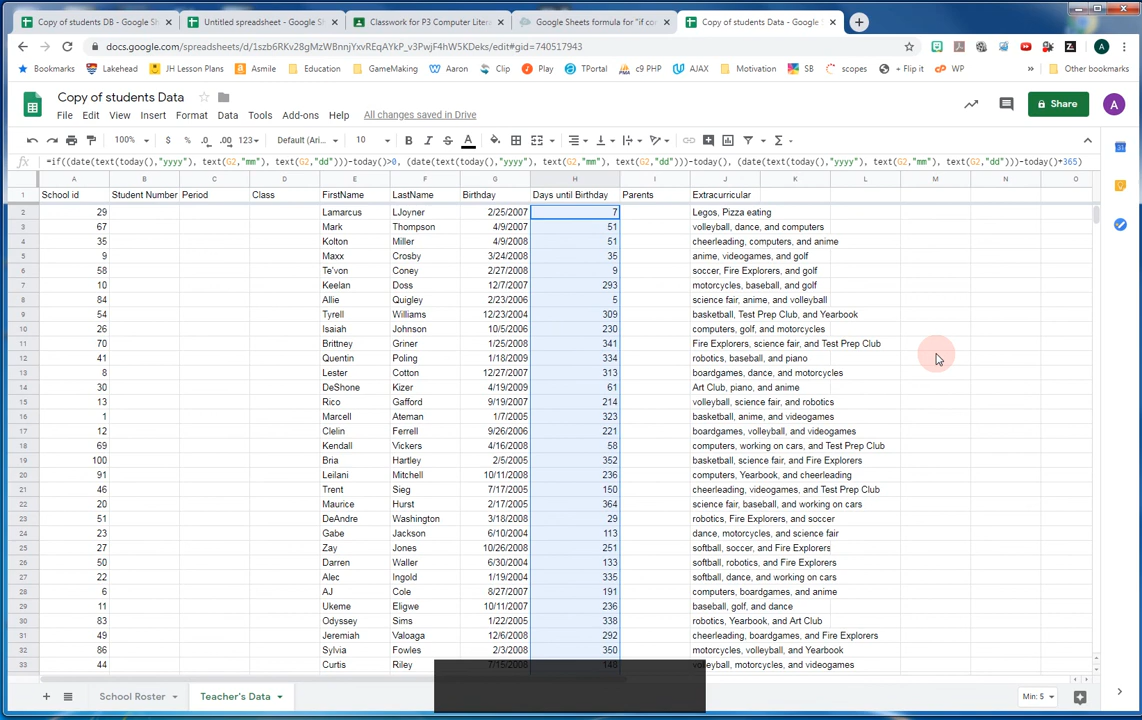 Copy of students DB - Google Sh
Untitled spreadsheet - Google Sh
Classwork for P3 Computer Liter
Google Sheets formula for "if con
Copy of students Data - Google
docs.google.com/spreadsheets/d/1szb6RKv28gMzWBnnjYxvREQAYkP_v3PwjF4hW5KDeks/edit#gid=740517943
Bookmarks Lakehead JH Lesson Plans Asmile Education GameMaking Aaron Clip Play TPortal c9 PHP AJAX Motivation SB scopes + Flip it WP » Other bookmarks
Copy of students Data
File Edit View Insert Format Data Tools Add-ons Help All changes saved in Drive
Share
A
100% $ % .0 .00 123 Default (Ari... 10 B I S A
fx =if((date(text(today(),"yyyy"), text(G2,"mm"), text(G2,"dd")))-today()>0, (date(text(today(),"yyyy"), text(G2,"mm"), text(G2,"dd")))-today(), (date(text(today(),"yyyy"), text(G2,"mm"), text(G2,"dd")))-today()+365)
A B C D E F G H I J K L M N O
1 School id Student Number Period Class FirstName LastName Birthday Days until Birthday Parents Extracurricular
2 29 Lamarcus LJoyner 2/25/2007 7 Legos, Pizza eating
3 67 Mark Thompson 4/9/2007 51 volleyball, dance, and computers
4 35 Kolton Miller 4/9/2008 51 cheerleading, computers, and anime
5 9 Maxx Crosby 3/24/2008 35 anime, videogames, and golf
6 58 Te'von Coney 2/27/2008 9 soccer, Fire Explorers, and golf
7 10 Keelan Doss 12/7/2007 293 motorcycles, baseball, and golf
8 84 Allie Quigley 2/23/2006 5 science fair, anime, and volleyball
9 54 Tyrell Williams 12/23/2004 309 basketball, Test Prep Club, and Yearbook
10 26 Isaiah Johnson 10/5/2006 230 computers, golf, and motorcycles
11 70 Brittney Griner 1/25/2008 341 Fire Explorers, science fair, and Test Prep Club
12 41 Quentin Poling 1/18/2009 334 robotics, baseball, and piano
13 8 Lester Cotton 12/27/2007 313 boardgames, dance, and motorcycles
14 30 DeShone Kizer 4/19/2009 61 Art Club, piano, and anime
15 13 Rico Gafford 9/19/2007 214 volleyball, science fair, and robotics
16 1 Marcell Ateman 1/7/2005 323 basketball, anime, and videogames
17 12 Clelin Ferrell 9/26/2006 221 boardgames, volleyball, and videogames
18 69 Kendall Vickers 4/16/2008 58 computers, working on cars, and Test Prep Club
19 100 Bria Hartley 2/5/2005 352 basketball, science fair, and Fire Explorers
20 91 Leilani Mitchell 10/11/2008 236 computers, Yearbook, and cheerleading
21 46 Trent Sieg 7/17/2005 150 cheerleading, videogames, and Test Prep Club
22 20 Maurice Hurst 2/17/2005 364 science fair, baseball, and working on cars
23 51 DeAndre Washington 3/18/2008 29 robotics, Fire Explorers, and soccer
24 23 Gabe Jackson 6/10/2004 113 dance, motorcycles, and science fair
25 27 Zay Jones 10/26/2008 251 softball, soccer, and Fire Explorers
26 50 Darren Waller 6/30/2004 133 softball, robotics, and Fire Explorers
27 22 Alec Ingold 1/19/2004 335 softball, dance, and working on cars
28 6 AJ Cole 8/27/2007 191 computers, boardgames, and anime
29 11 Ukeme Eligwe 10/11/2007 236 baseball, golf, and dance
30 83 Odyssey Sims 1/22/2005 338 robotics, Yearbook, and Art Club
31 49 Jeremiah Valoaga 12/6/2008 292 cheerleading, boardgames, and Fire Explorers
32 86 Sylvia Fowles 2/3/2008 350 motorcycles, volleyball, and Yearbook
33 44 Curtis Riley 7/15/2008 148 volleyball, motorcycles, and videogames
School Roster Teacher's Data Min: 5